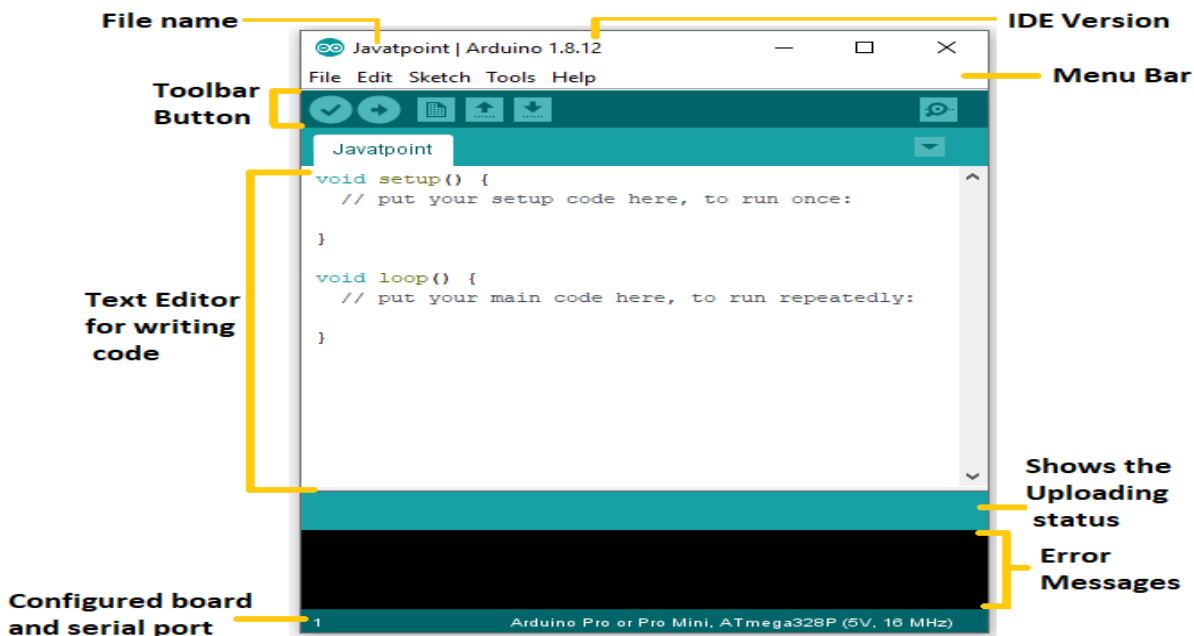 File name
IDE Version
Javatpoint | Arduino 1.8.12
File Edit Sketch Tools Help
Menu Bar
Toolbar
Button
Javatpoint
void setup() {
// put your setup code here, to run once:
}
void loop() {
// put your main code here, to run repeatedly:
}
Text Editor
for writing
code
Shows the
Uploading
status
Error
Messages
Configured board
and serial port
1
Arduino Pro or Pro Mini, ATmega328P (5V, 16 MHz)